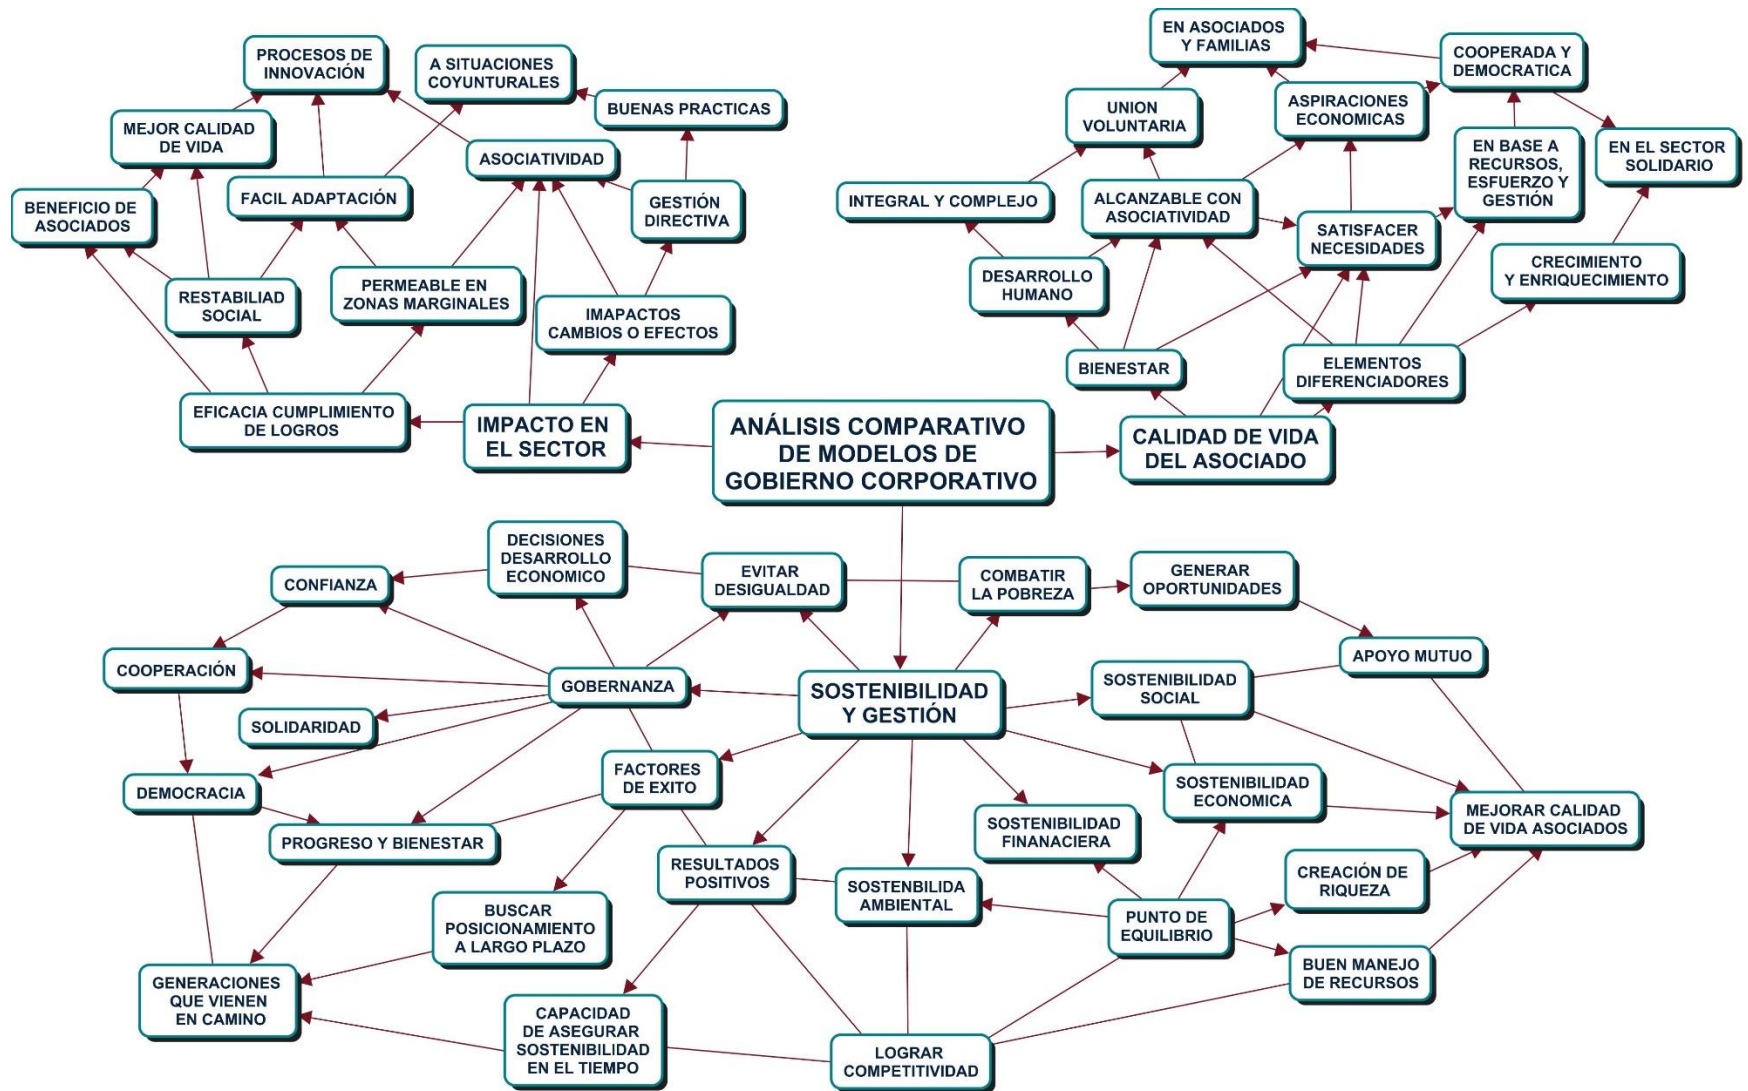 PROCESOS DE
INNOVACIÓN
A SITUACIONES
COYUNTURALES
BUENAS PRACTICAS
MEJOR CALIDAD
DE VIDA
ASOCIATIVIDAD
BENEFICIO DE
ASOCIADOS
FACIL ADAPTACIÓN
GESTIÓN
DIRECTIVA
RESTABILIAD
SOCIAL
PERMEABLE EN
ZONAS MARGINALES
IMAPACTOS
CAMBIOS O EFECTOS
EFICACIA CUMPLIMIENTO
DE LOGROS
IMPACTO EN
EL SECTOR
EN ASOCIADOS
Y FAMILIAS
COOPERADA Y
DEMOCRATICA
UNION
VOLUNTARIA
ASPIRACIONES
ECONOMICAS
EN BASE A
RECURSOS,
ESFUERZO Y
GESTIÓN
EN EL SECTOR
SOLIDARIO
INTEGRAL Y COMPLEJO
ALCANZABLE CON
ASOCIATIVIDAD
SATISFACER
NECESIDADES
DESARROLLO
HUMANO
CRECIMIENTO
Y ENRIQUECIMIENTO
BIENESTAR
ELEMENTOS
DIFERENCIADORES
ANÁLISIS COMPARATIVO
DE MODELOS DE
GOBIERNO CORPORATIVO
CALIDAD DE VIDA
DEL ASOCIADO
DECISIONES
DESARROLLO
ECONOMICO
CONFIANZA
EVITAR
DESIGUALDAD
COMBATIR
LA POBREZA
GENERAR
OPORTUNIDADES
COOPERACIÓN
GOBERNANZA
SOSTENIBILIDAD
Y GESTIÓN
SOSTENIBILIDAD
SOCIAL
APOYO MUTUO
SOLIDARIDAD
DEMOCRACIA
FACTORES
DE EXITO
SOSTENIBILIDAD
ECONOMICA
MEJORAR CALIDAD
DE VIDA ASOCIADOS
PROGRESO Y BIENESTAR
RESULTADOS
POSITIVOS
SOSTENIBILIDAD
FINANACIERA
SOSTENBILIDA
AMBIENTAL
CREACIÓN DE
RIQUEZA
BUSCAR
POSICIONAMIENTO
A LARGO PLAZO
PUNTO DE
EQUILIBRIO
BUEN MANEJO
DE RECURSOS
GENERACIONES
QUE VIENEN
EN CAMINO
CAPACIDAD
DE ASEGURAR
SOSTENIBILIDAD
EN EL TIEMPO
LOGRAR
COMPETITIVIDAD